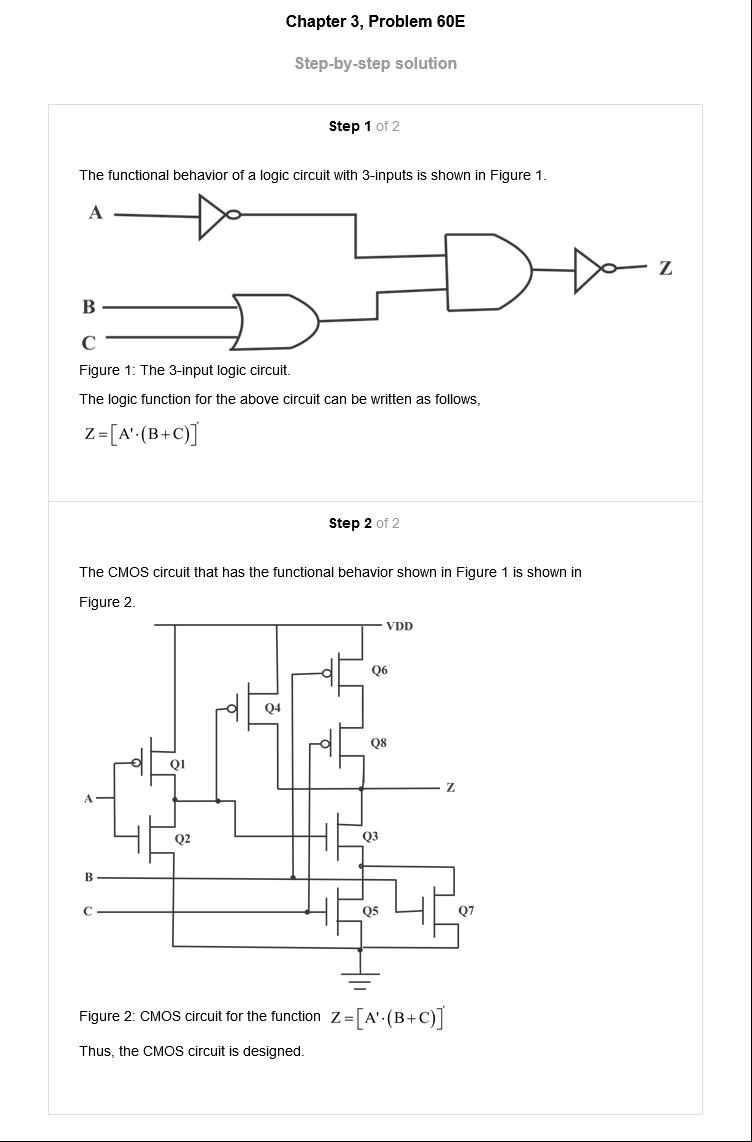 Chapter 3, Problem 60E
Step-by-step solution
Step 1 of 2
The functional behavior of a logic circuit with 3-inputs is shown in Figure 1.
A
Z
B
C
Figure 1: The 3-input logic circuit.
The logic function for the above circuit can be written as follows,
Z=[A'·(B+C)]'
Step 2 of 2
The CMOS circuit that has the functional behavior shown in Figure 1 is shown in
Figure 2.
VDD
Q6
Q4
Q8
Q1
Z
A
Q2
Q3
B
C
Q5
Q7
Figure 2: CMOS circuit for the function Z=[A'·(B+C)]'
Thus, the CMOS circuit is designed.